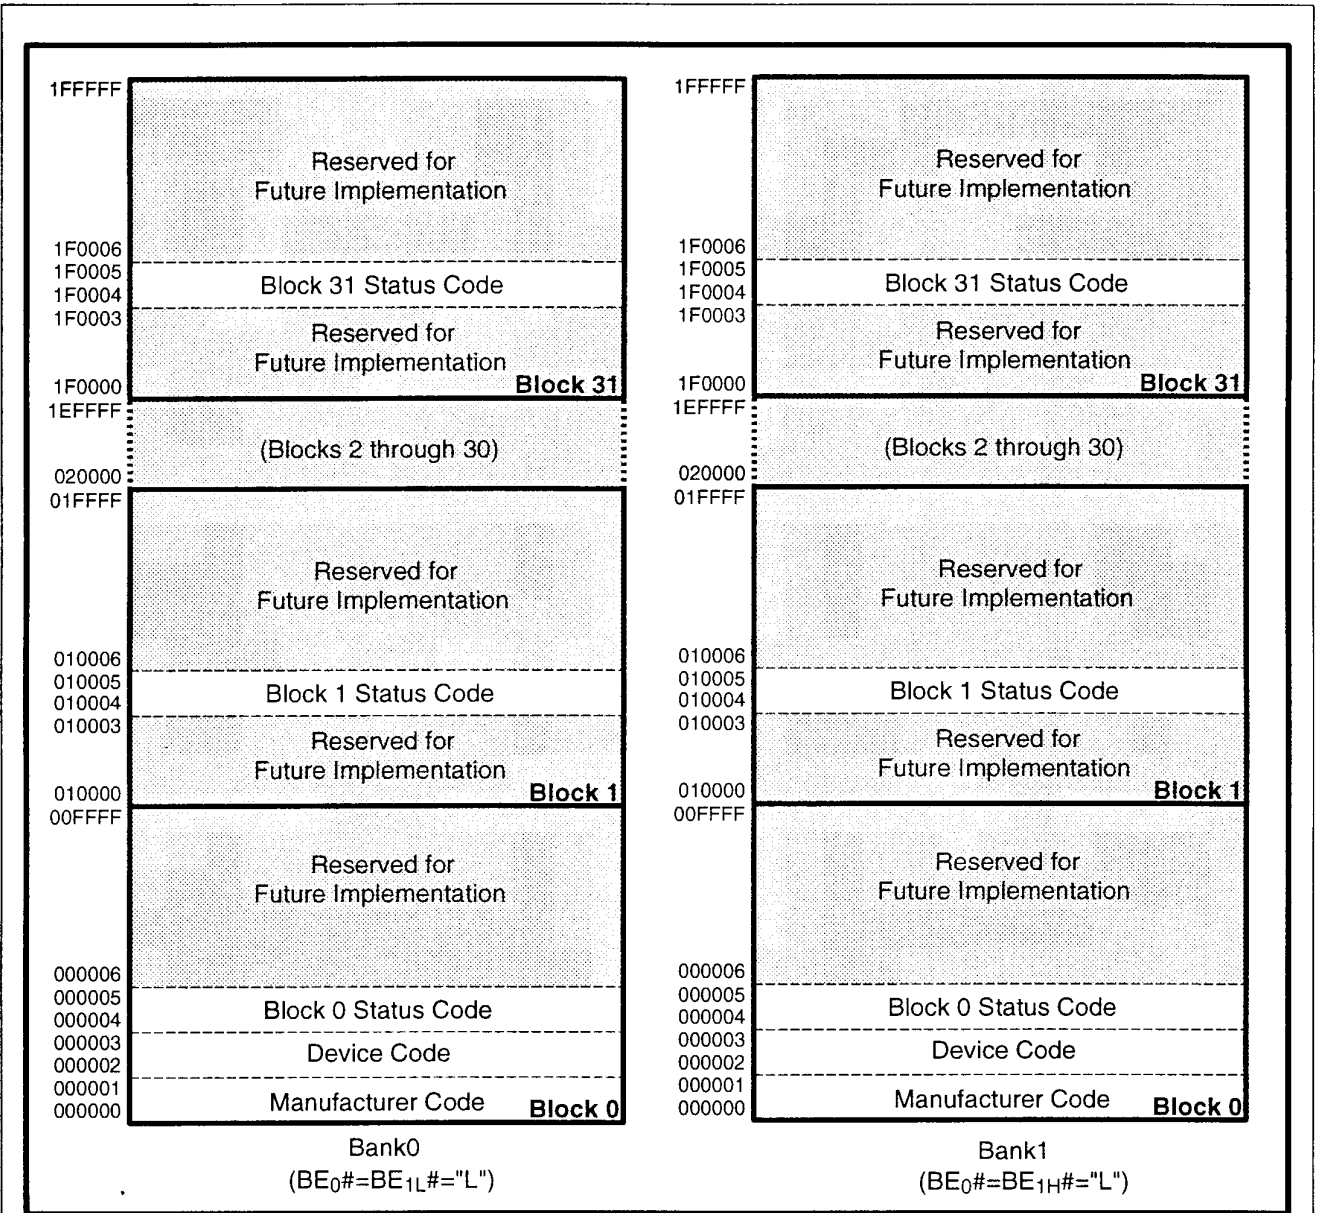 1FFFFF
Reserved for
Future Implementation
1F0006
1F0005
Block 31 Status Code
1F0004
1F0003
Reserved for
Future Implementation
1F0000
Block 31
1EFFFF
(Blocks 2 through 30)
020000
01FFFF
Reserved for
Future Implementation
010006
010005
Block 1 Status Code
010004
010003
Reserved for
Future Implementation
010000
Block 1
00FFFF
Reserved for
Future Implementation
000006
000005
Block 0 Status Code
000004
000003
Device Code
000002
000001
Manufacturer Code
000000
Block 0
Bank0
(BE0#=BE1L#="L")
1FFFFF
Reserved for
Future Implementation
1F0006
1F0005
Block 31 Status Code
1F0004
1F0003
Reserved for
Future Implementation
1F0000
Block 31
1EFFFF
(Blocks 2 through 30)
020000
01FFFF
Reserved for
Future Implementation
010006
010005
Block 1 Status Code
010004
010003
Reserved for
Future Implementation
010000
Block 1
00FFFF
Reserved for
Future Implementation
000006
000005
Block 0 Status Code
000004
000003
Device Code
000002
000001
Manufacturer Code
000000
Block 0
Bank1
(BE0#=BE1H#="L")